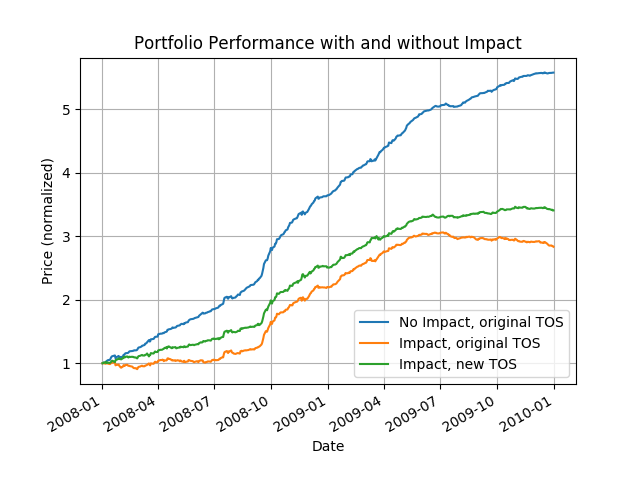 Portfolio Performance with and without Impact
Price (normalized)
5
4
3
2
1
No Impact, original TOS
Impact, original TOS
Impact, new TOS
2008-01
2008-04
2008-07
2008-10
2009-01
2009-04
2009-07
2009-10
2010-01
Date